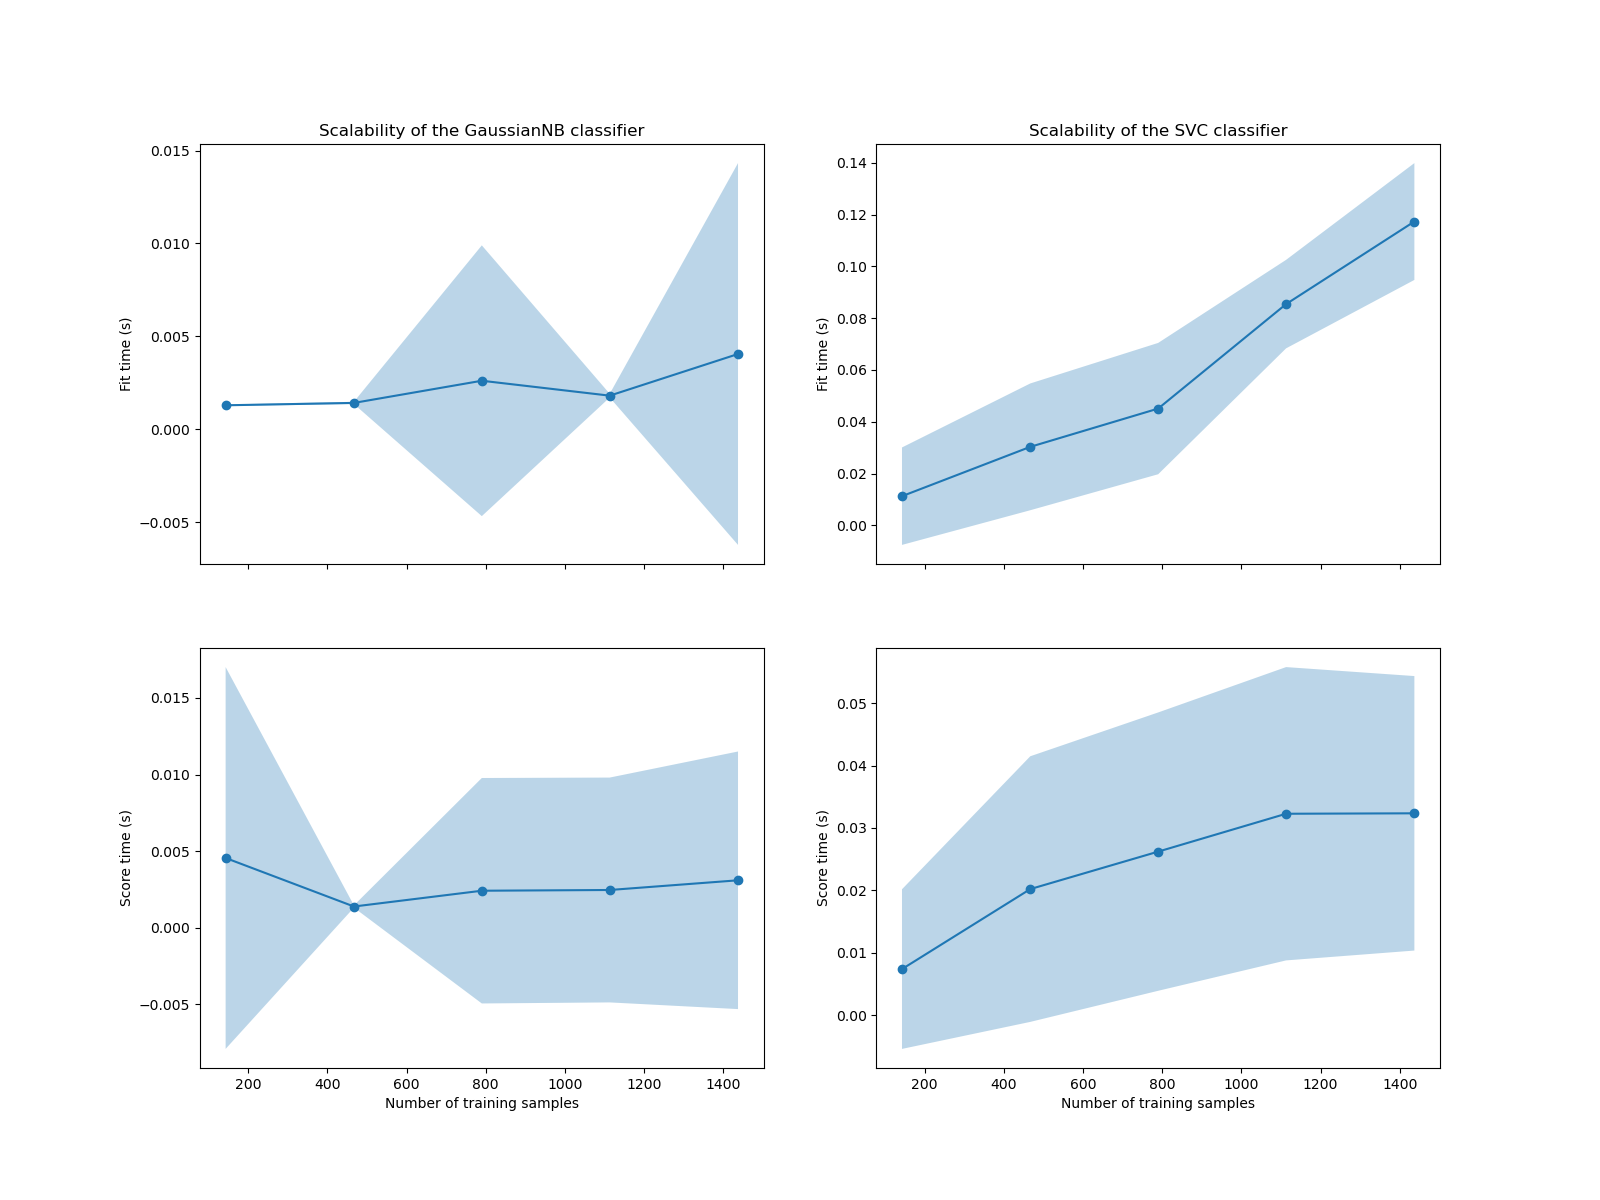 Scalability of the GaussianNB classifier
0.015
0.010
0.005
0.000
−0.005
Fit time (s)
Scalability of the SVC classifier
0.14
0.12
0.10
0.08
0.06
0.04
0.02
0.00
Fit time (s)
0.015
0.010
0.005
0.000
−0.005
Score time (s)
200 400 600 800 1000 1200 1400
Number of training samples
0.05
0.04
0.03
0.02
0.01
0.00
Score time (s)
200 400 600 800 1000 1200 1400
Number of training samples